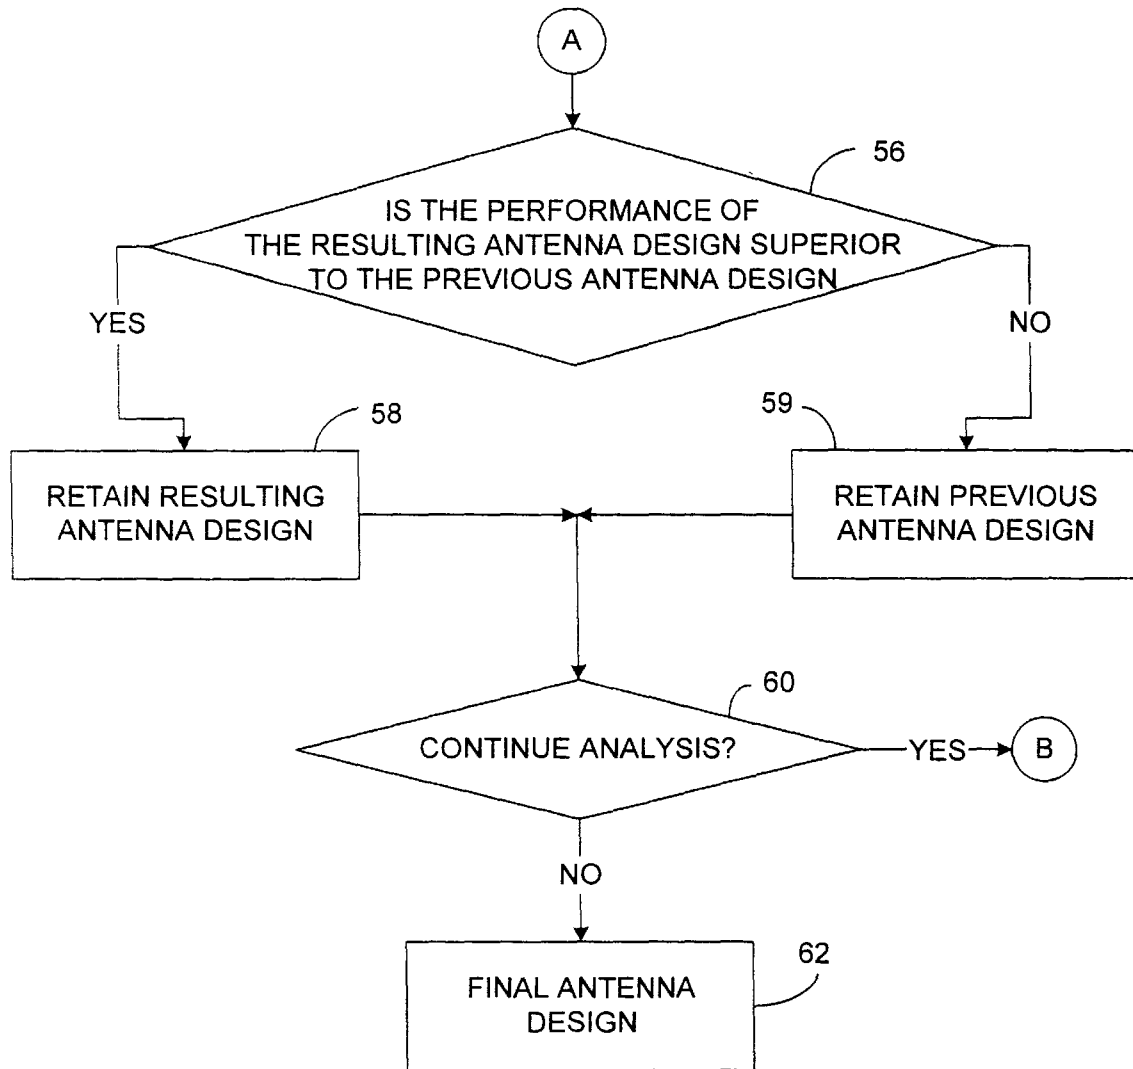 A
56
IS THE PERFORMANCE OF
THE RESULTING ANTENNA DESIGN SUPERIOR
TO THE PREVIOUS ANTENNA DESIGN
YES
NO
58
59
RETAIN RESULTING
ANTENNA DESIGN
RETAIN PREVIOUS
ANTENNA DESIGN
60
CONTINUE ANALYSIS?
YES
B
NO
62
FINAL ANTENNA
DESIGN